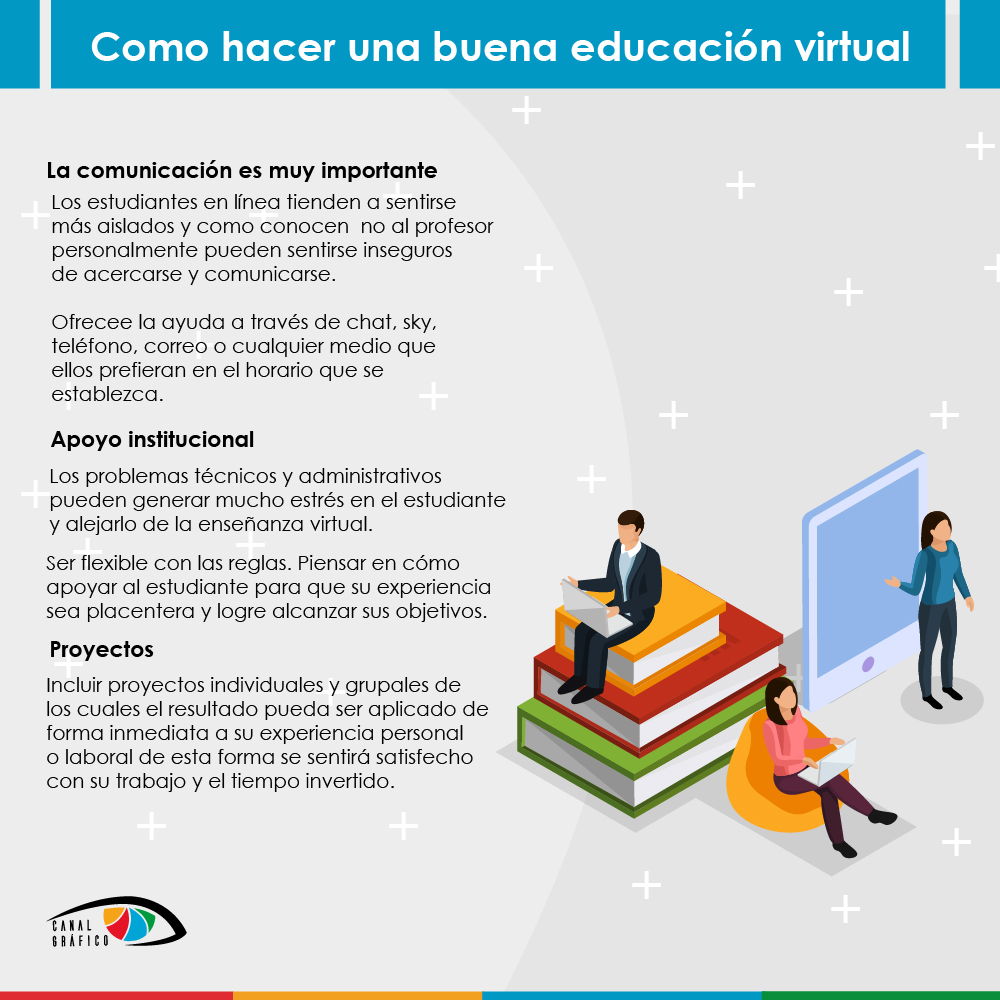 Como hacer una buena educación virtual
La comunicación es muy importante
Los estudiantes en línea tienden a sentirse
más aislados y como conocen no al profesor
personalmente pueden sentirse inseguros
de acercarse y comunicarse.
Ofrecee la ayuda a través de chat, sky,
teléfono, correo o cualquier medio que
ellos prefieran en el horario que se
establezca.
Apoyo institucional
Los problemas técnicos y administrativos
pueden generar mucho estrés en el estudiante
y alejarlo de la enseñanza virtual.
Ser flexible con las reglas. Piensar en cómo
apoyar al estudiante para que su experiencia
sea placentera y logre alcanzar sus objetivos.
Proyectos
Incluir proyectos individuales y grupales de
los cuales el resultado pueda ser aplicado de
forma inmediata a su experiencia personal
o laboral de esta forma se sentirá satisfecho
con su trabajo y el tiempo invertido.
CANAL
GRÁFICO